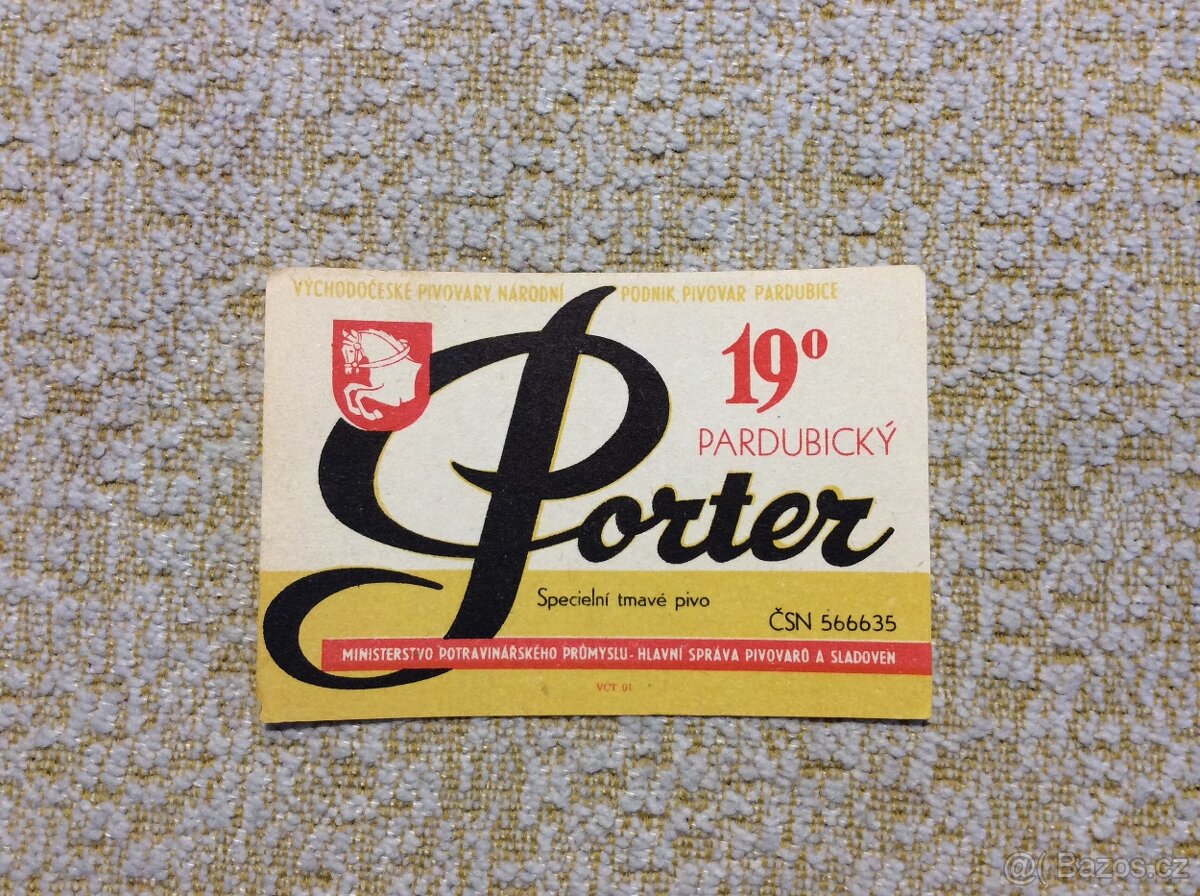 VÝCHODOČESKÉ PIVOVARY NÁRODNÍ PODNIK, PIVOVAR PARDUBICE
19⁰
PARDUBICKÝ
Porter
Specielní tmavé pivo
ČSN 566635
MINISTERSTVO POTRAVINÁŘSKÉHO PRŮMYSLU - HLAVNÍ SPRÁVA PIVOVARŮ A SLADOVEN
VCT 01
@( Bazos.cz